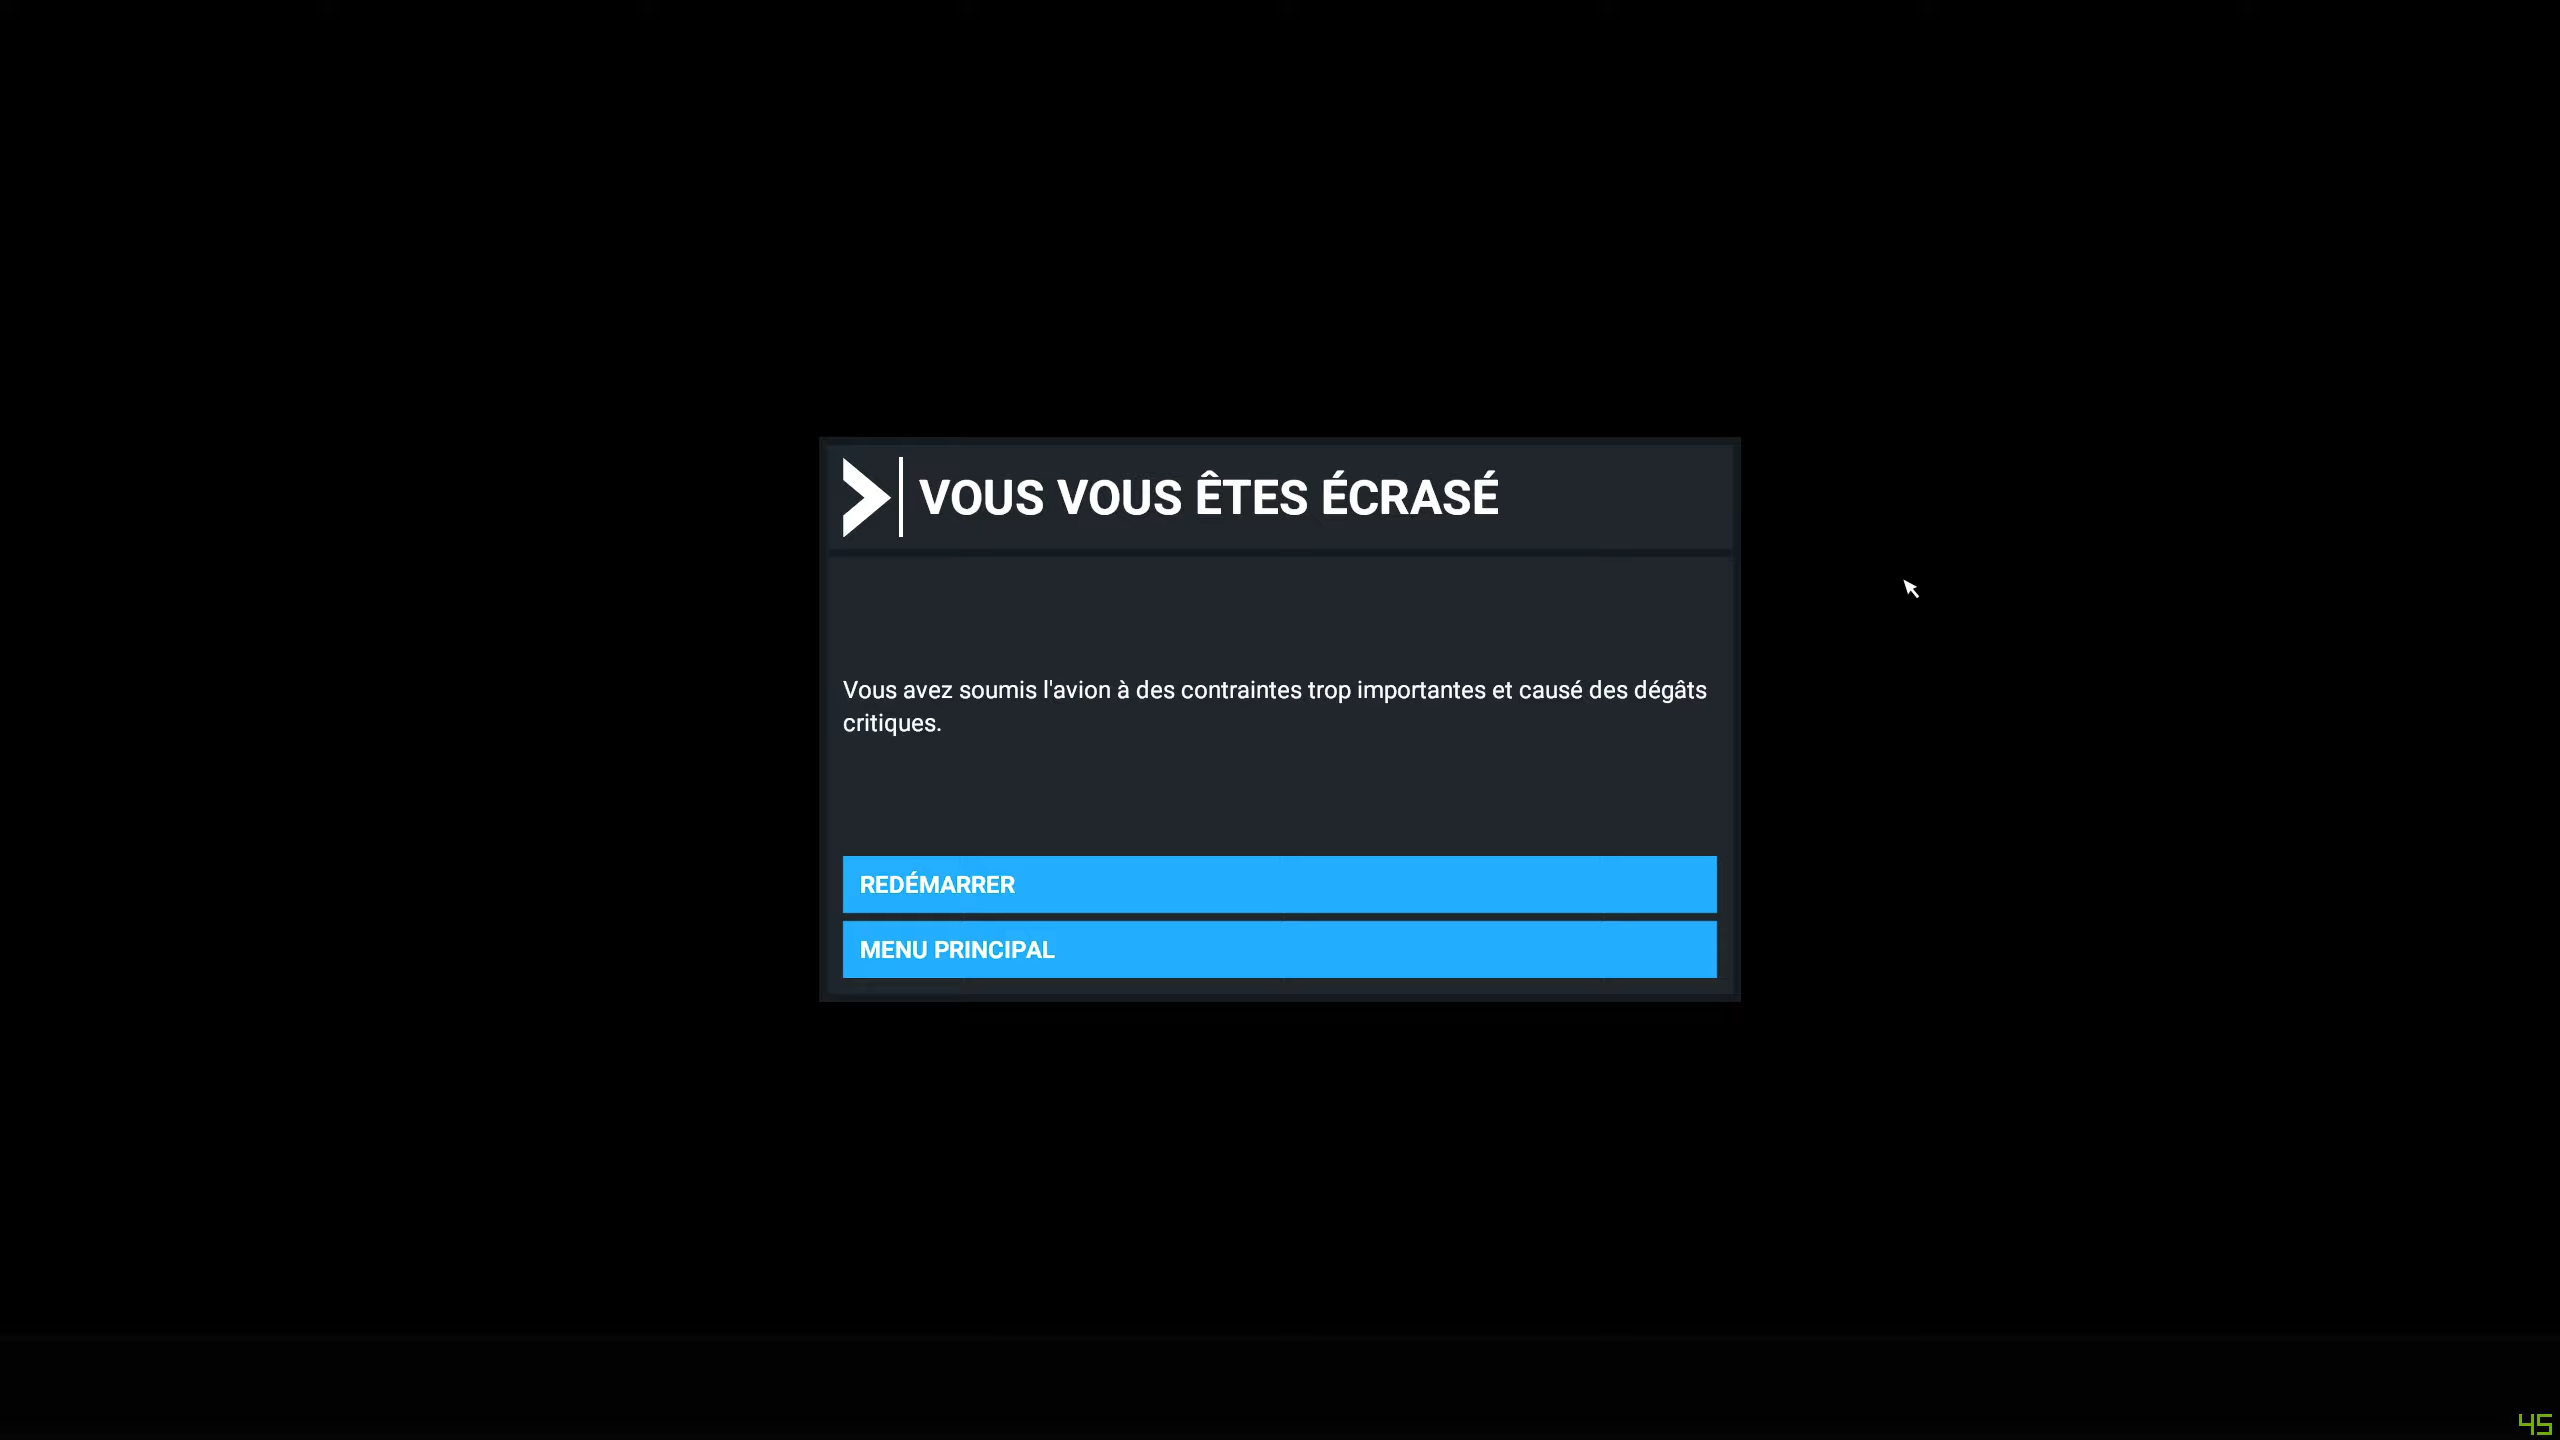 VOUS VOUS ÊTES ÉCRASÉ
Vous avez soumis l'avion à des contraintes trop importantes et causé des dégâts
critiques.
REDÉMARRER
MENU PRINCIPAL
45